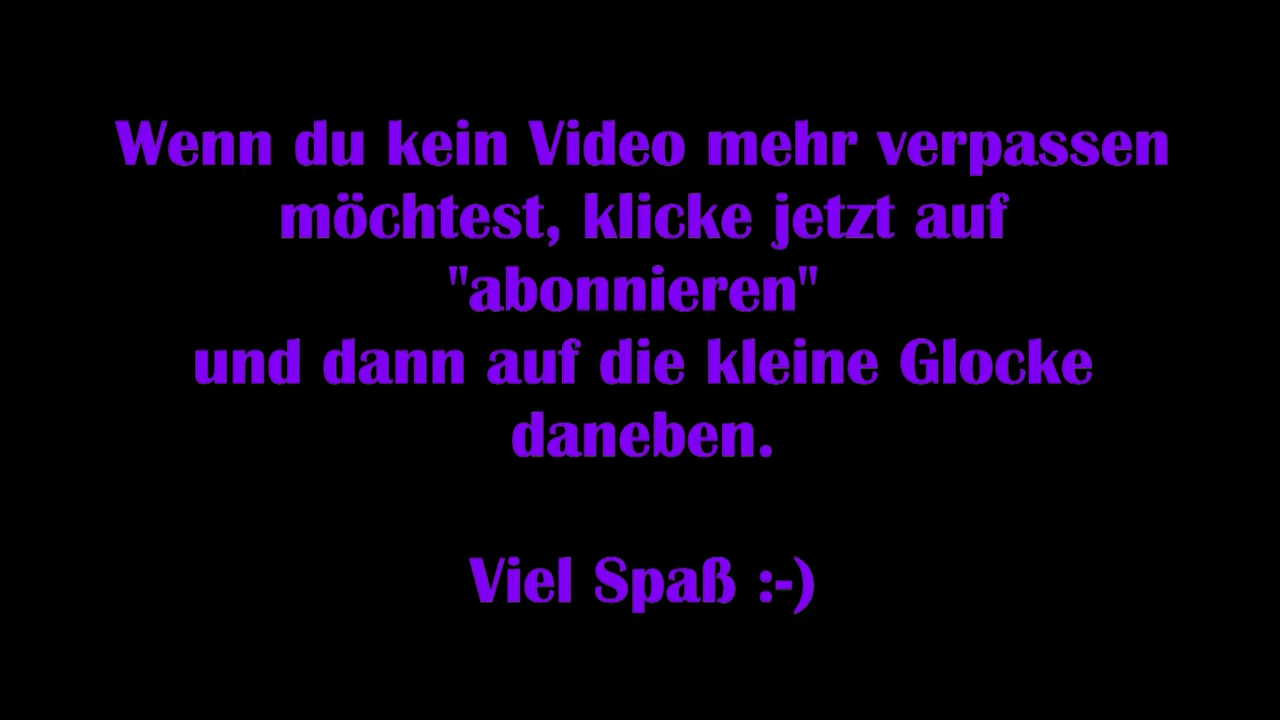 Wenn du kein Video mehr verpassen
möchtest, klicke jetzt auf
"abonnieren"
und dann auf die kleine Glocke
daneben.
Viel Spaß :-)